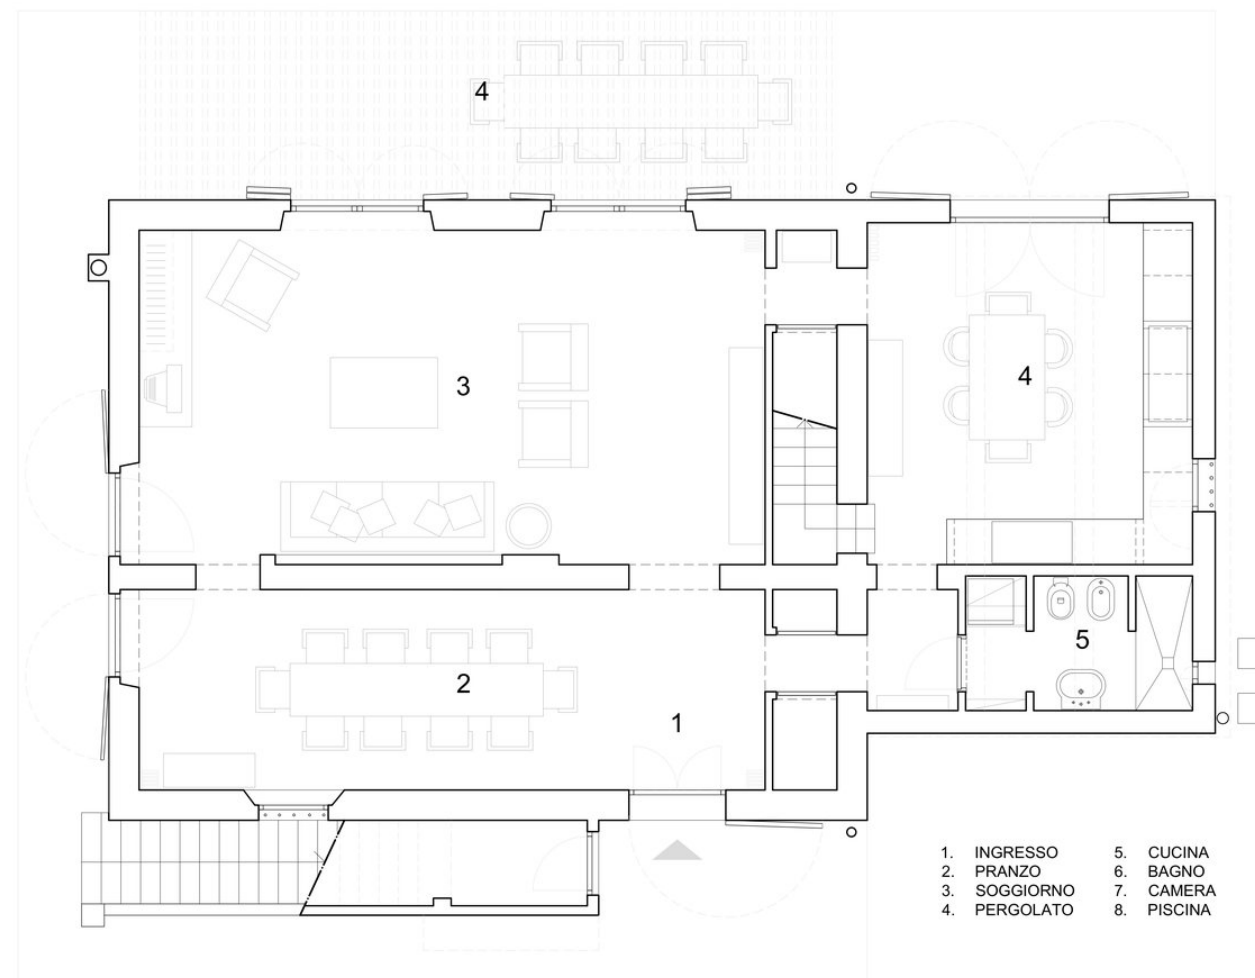 4
3
4
2
5
1
1. INGRESSO
2. PRANZO
3. SOGGIORNO
4. PERGOLATO
5. CUCINA
6. BAGNO
7. CAMERA
8. PISCINA